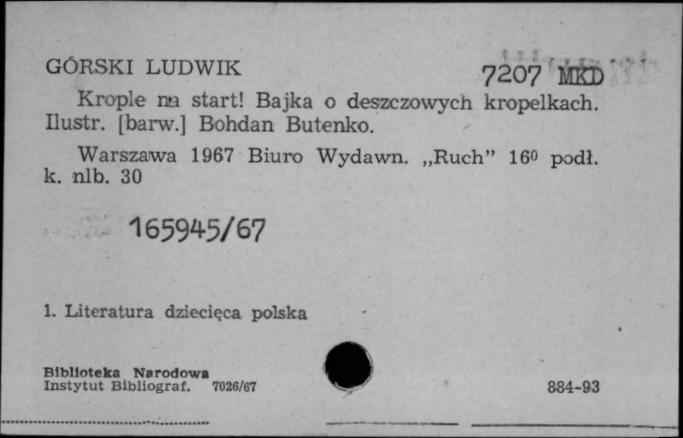 GÓRSKI LUDWIK
7207 MKD
Krople na start! Bajka o deszczowych kropelkach.
Ilustr. [barw.] Bohdan Butenko.
Warszawa 1967 Biuro Wydawn. „Ruch” 16⁰ podł.
k. nlb. 30
165945/67
1. Literatura dziecięca polska
Biblioteka Narodowa
Instytut Bibliograf. 7026/67
884-93